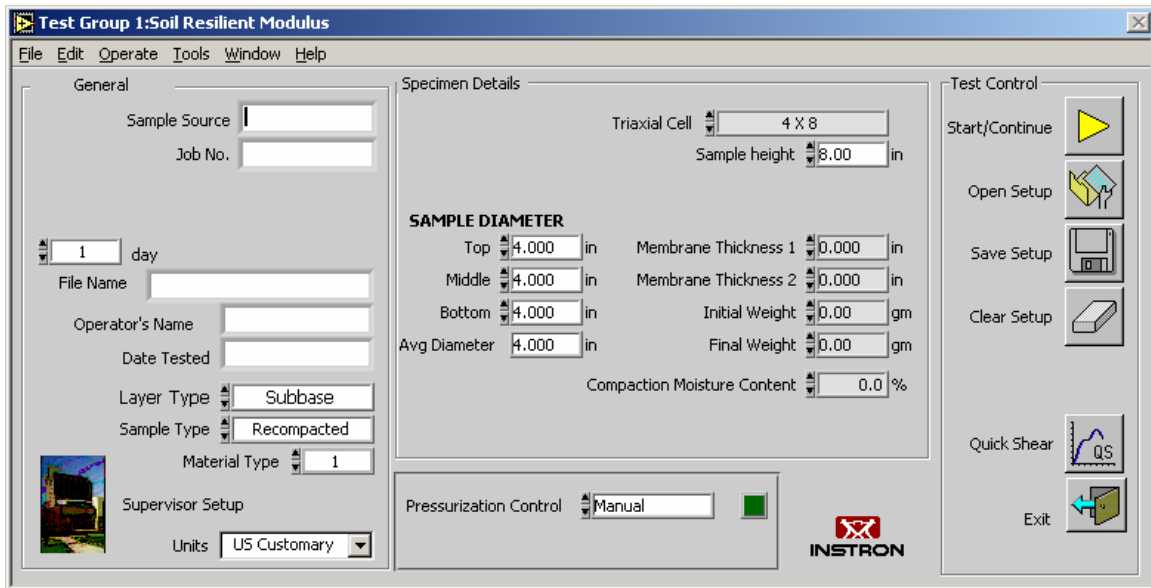 Test Group 1:Soil Resilient Modulus
File Edit Operate Tools Window Help
General
Sample Source
Job No.
1 day
File Name
Operator's Name
Date Tested
Layer Type Subbase
Sample Type Recompacted
Material Type 1
Supervisor Setup
Units US Customary
Specimen Details
Triaxial Cell 4 X 8
Sample height 8.00 in
SAMPLE DIAMETER
Top 4.000 in
Middle 4.000 in
Bottom 4.000 in
Avg Diameter 4.000 in
Membrane Thickness 1 0.000 in
Membrane Thickness 2 0.000 in
Initial Weight 0.00 gm
Final Weight 0.00 gm
Compaction Moisture Content 0.0 %
Pressurization Control Manual
INSTRON
Test Control
Start/Continue
Open Setup
Save Setup
Clear Setup
Quick Shear QS
Exit